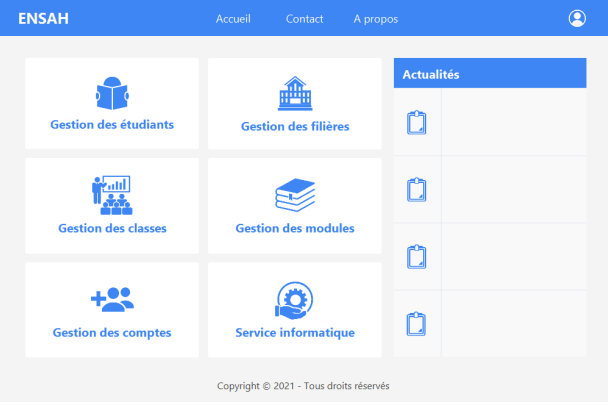 ENSAH
Accueil
Contact
A propos
Gestion des étudiants
Gestion des filières
Actualités
Gestion des classes
Gestion des modules
Gestion des comptes
Service informatique
Copyright © 2021 - Tous droits réservés